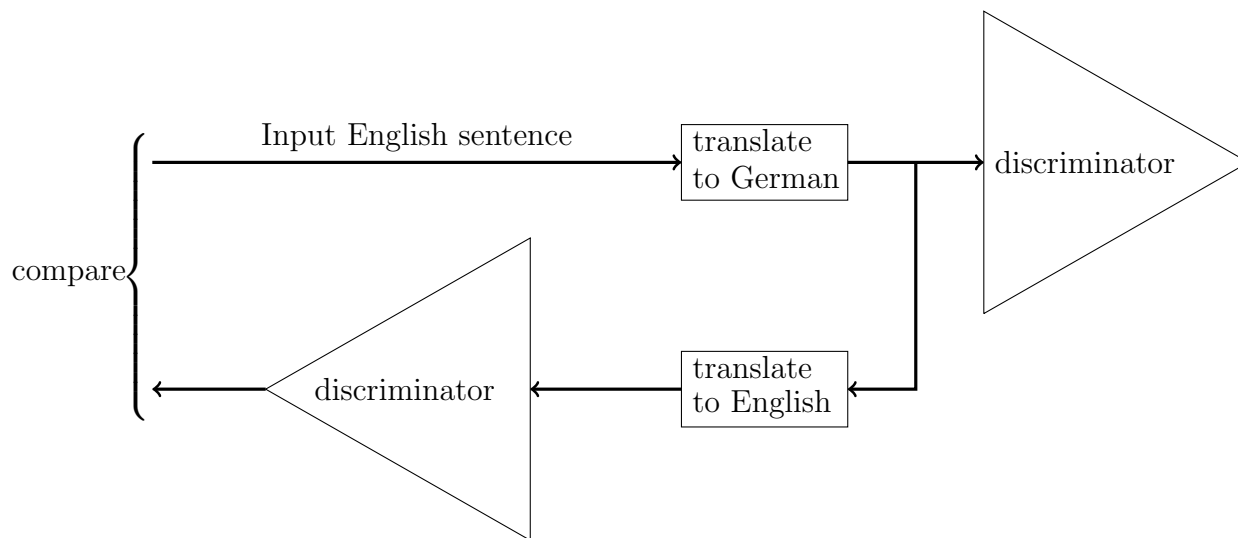 Input English sentence
translate
to German
discriminator
compare
translate
to English
discriminator